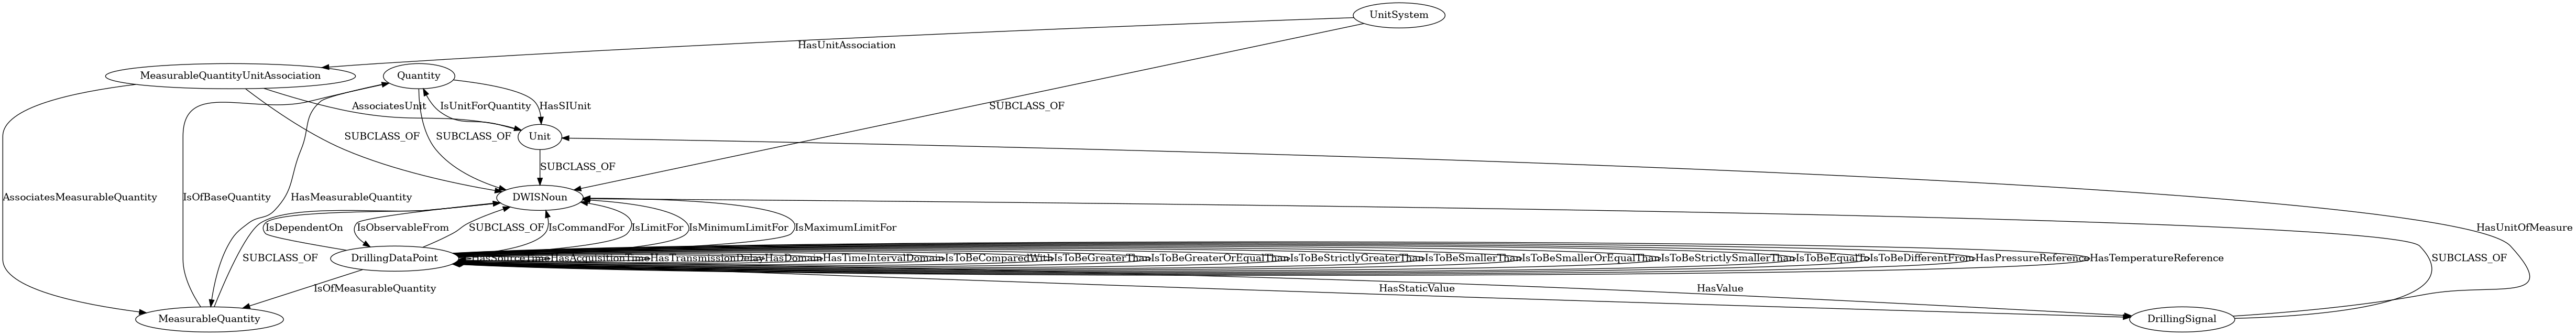 UnitSystem
HasUnitAssociation
MeasurableQuantityUnitAssociation
Quantity
AssociatesUnit
IsUnitForQuantity
HasSIUnit
SUBCLASS_OF
SUBCLASS_OF
SUBCLASS_OF
Unit
SUBCLASS_OF
AssociatesMeasurableQuantity
IsOfBaseQuantity
HasMeasurableQuantity
DWISNoun
IsDependentOn
IsObservableFrom
SUBCLASS_OF
IsCommandFor
IsLimitFor
IsMinimumLimitFor
IsMaximumLimitFor
HasUnitOfMeasure
SUBCLASS_OF
DrillingDataPoint
HasSourceTime
HasAcquisitionTime
HasTransmissionDelay
HasDomain
HasTimeIntervalDomain
IsToBeComparedWith
IsToBeGreaterThan
IsToBeGreaterOrEqualThan
IsToBeStrictlyGreaterThan
IsToBeSmallerThan
IsToBeSmallerOrEqualThan
IsToBeStrictlySmallerThan
IsToBeEqualTo
IsToBeDifferentFrom
HasPressureReference
HasTemperatureReference
SUBCLASS_OF
IsOfMeasurableQuantity
HasStaticValue
HasValue
MeasurableQuantity
DrillingSignal